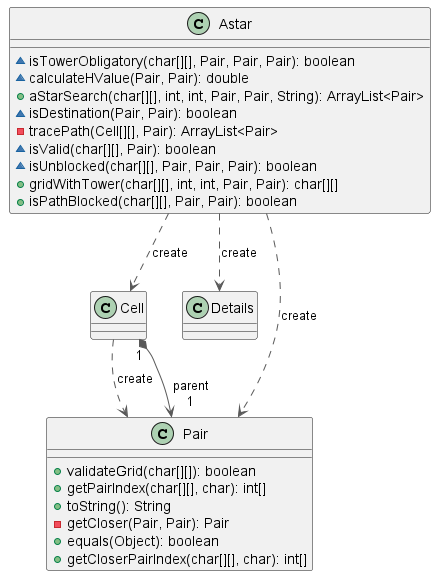 C Astar
isTowerObligatory(char[][], Pair, Pair, Pair): boolean
calculateHValue(Pair, Pair): double
aStarSearch(char[][], int, int, Pair, Pair, String): ArrayList<Pair>
isDestination(Pair, Pair): boolean
tracePath(Cell[][], Pair): ArrayList<Pair>
isValid(char[][], Pair): boolean
isUnblocked(char[][], Pair, Pair, Pair): boolean
gridWithTower(char[][], int, int, Pair, Pair): char[][]
isPathBlocked(char[][], Pair, Pair): boolean
create
create
create
C Cell
C Details
1
create
parent
1
C Pair
validateGrid(char[][]): boolean
getPairIndex(char[][], char): int[]
toString(): String
getCloser(Pair, Pair): Pair
equals(Object): boolean
getCloserPairIndex(char[][], char): int[]